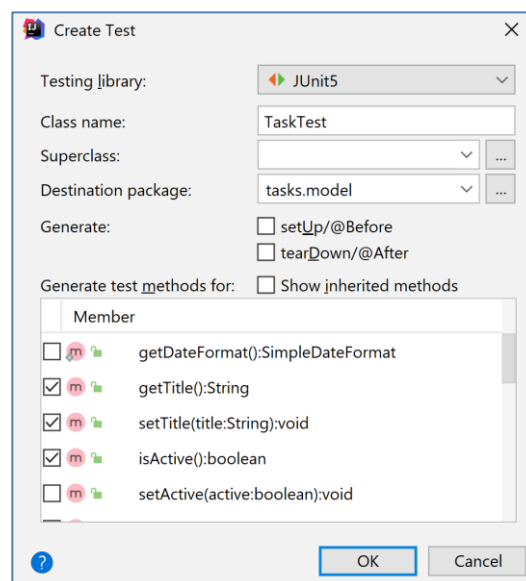 Create Test
Testing library:
JUnit5
Class name:
TaskTest
Superclass:
...
Destination package:
tasks.model
...
Generate:
setUp/@Before
tearDown/@After
Generate test methods for:
Show inherited methods
Member
m getDateFormat():SimpleDateFormat
m getTitle():String
m setTitle(title:String):void
m isActive():boolean
m setActive(active:boolean):void
?
OK
Cancel